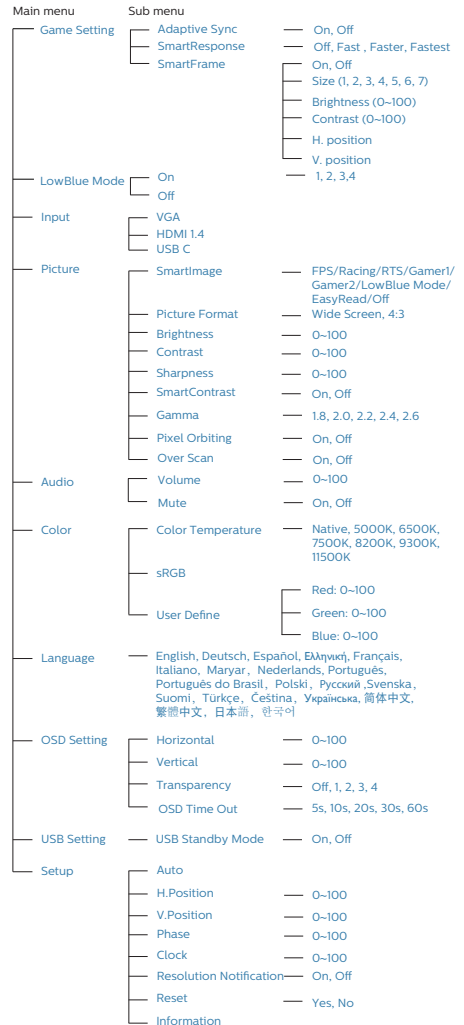 Main menu Sub menu
Game Setting Adaptive Sync On, Off
SmartResponse Off, Fast , Faster, Fastest
SmartFrame
On, Off
Size (1, 2, 3, 4, 5, 6, 7)
Brightness (0~100)
Contrast (0~100)
H. position
V. position
LowBlue Mode On 1, 2, 3,4
Off
Input VGA
HDMI 1.4
USB C
Picture SmartImage FPS/Racing/RTS/Gamer1/
Gamer2/LowBlue Mode/
EasyRead/Off
Picture Format Wide Screen, 4:3
Brightness 0~100
Contrast 0~100
Sharpness 0~100
SmartContrast On, Off
Gamma 1.8, 2.0, 2.2, 2.4, 2.6
Pixel Orbiting On, Off
Over Scan On, Off
Audio Volume 0~100
Mute On, Off
Color Color Temperature Native, 5000K, 6500K,
7500K, 8200K, 9300K,
11500K
sRGB
Red: 0~100
User Define Green: 0~100
Blue: 0~100
Language English, Deutsch, Español, Ελληνική, Français,
Italiano, Maryar, Nederlands, Português,
Português do Brasil, Polski, Русский ,Svenska,
Suomi, Türkçe, Čeština, Українська, 简体中文,
繁體中文, 日本語, 한국어
OSD Setting Horizontal 0~100
Vertical 0~100
Transparency Off, 1, 2, 3, 4
OSD Time Out 5s, 10s, 20s, 30s, 60s
USB Setting USB Standby Mode On, Off
Setup Auto
H.Position 0~100
V.Position 0~100
Phase 0~100
Clock 0~100
Resolution Notification On, Off
Reset Yes, No
Information